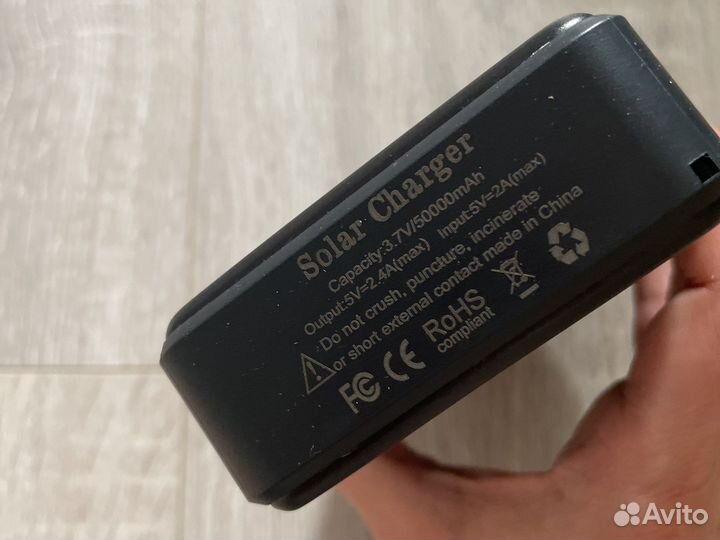 Solar Charger
Capacity:3.7V/50000mAh
Output:5V=2.4A(max) Input:5V=2A(max)
Do not crush, puncture, incinerate
or short external contact made in China
FC CE RoHS
compliant
Avito